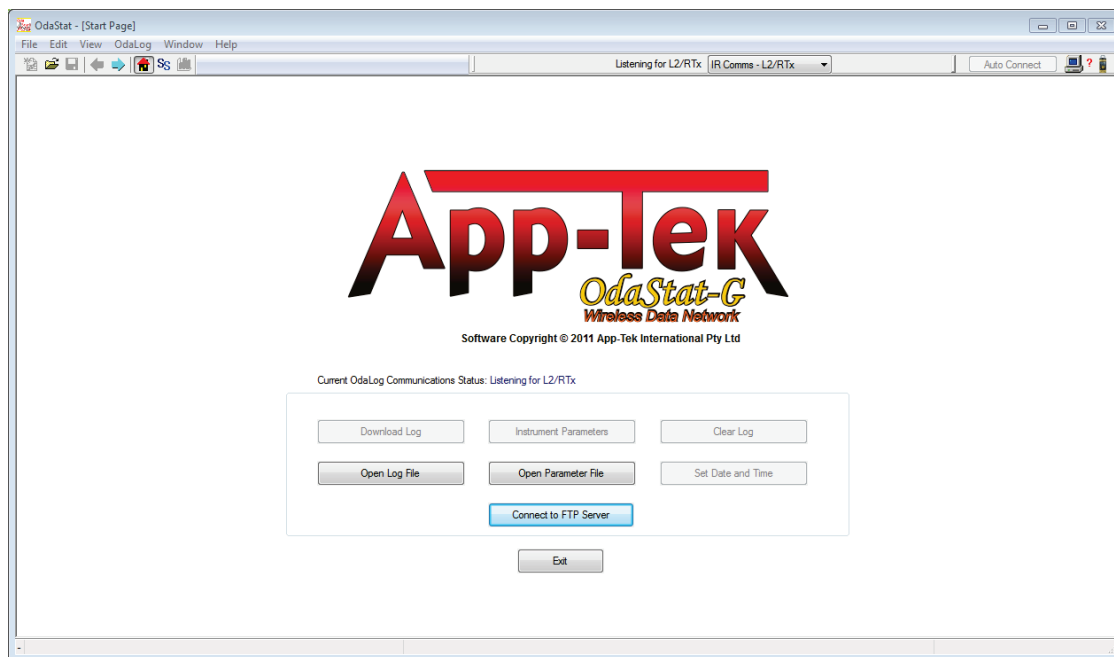 OdaStat - [Start Page]
File Edit View OdaLog Window Help
Listening for L2/RTx IR Comms - L2/RTx Auto Connect ?
App-Tek
OdaStat-G
Wireless Data Network
Software Copyright © 2011 App-Tek International Pty Ltd
Current OdaLog Communications Status: Listening for L2/RTx
Download Log Instrument Parameters Clear Log
Open Log File Open Parameter File Set Date and Time
Connect to FTP Server
Exit
-